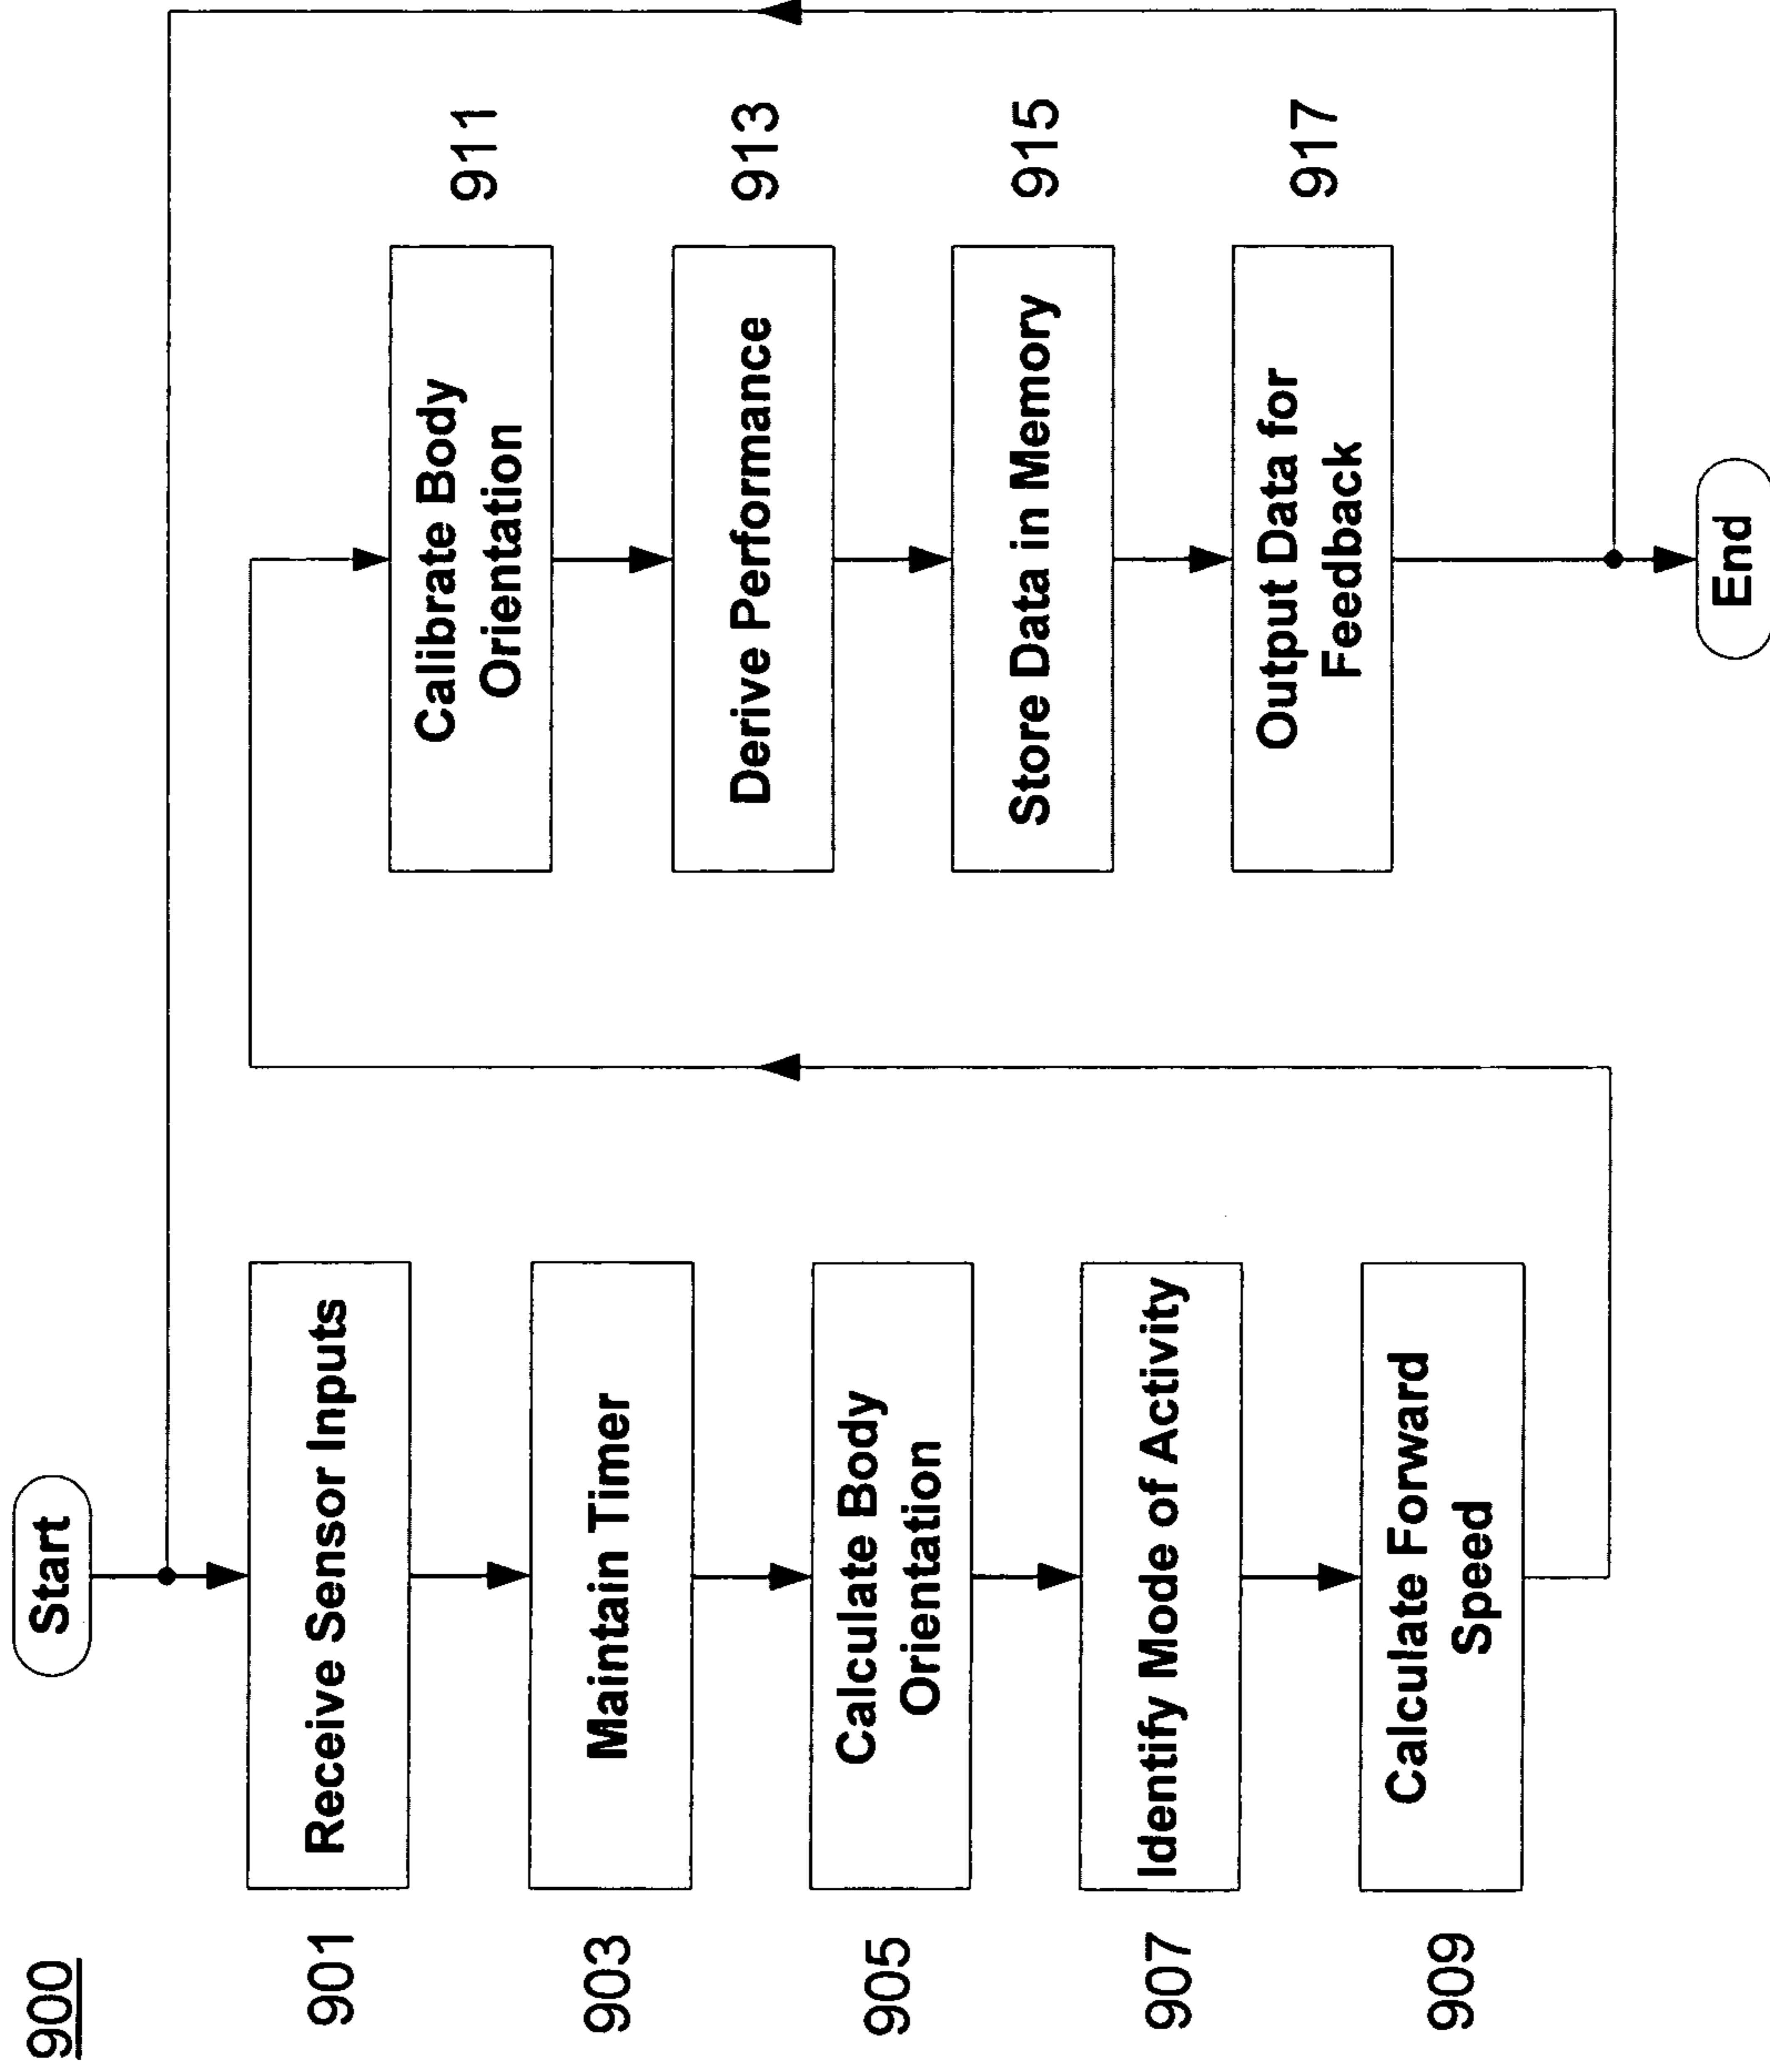 900
Start
901
Receive Sensor Inputs
903
Maintain Timer
905
Calculate Body
Orientation
907
Identify Mode of Activity
909
Calculate Forward
Speed
Calibrate Body
Orientation
911
Derive Performance
913
Store Data in Memory
915
Output Data for
Feedback
917
End